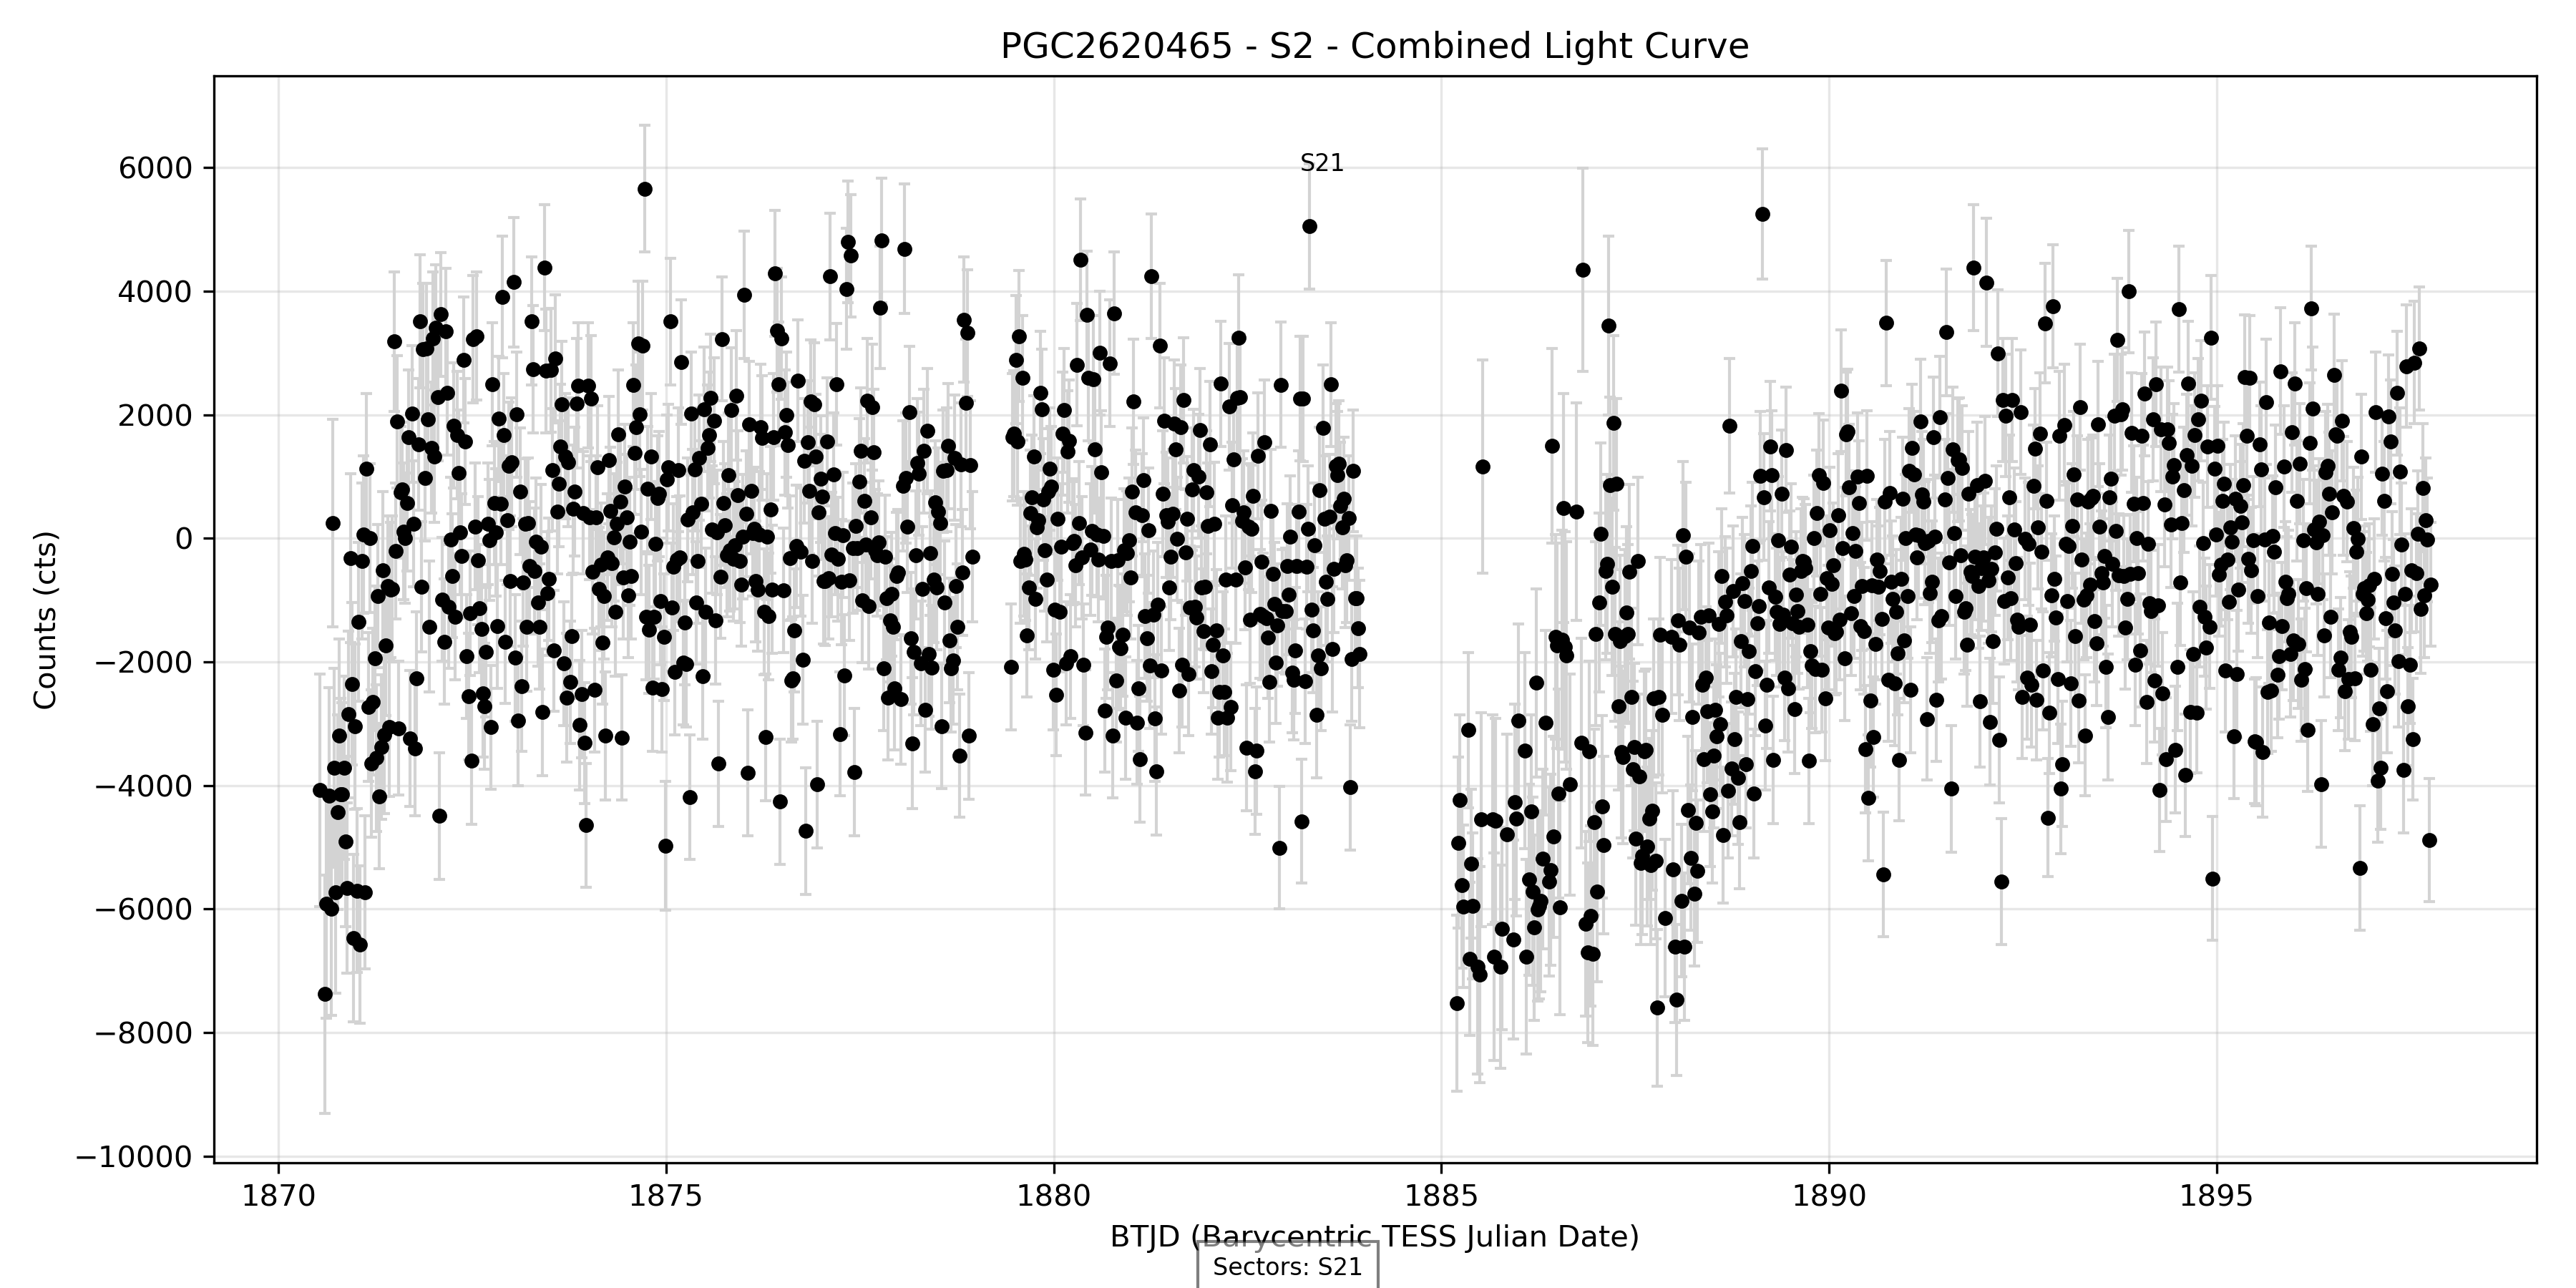 PGC2620465 - S2 - Combined Light Curve
S21
6000
4000
2000
0
−2000
−4000
−6000
−8000
−10000
Counts (cts)
1870 1875 1880 1885 1890 1895
BTJD (Barycentric TESS Julian Date)
Sectors: S21